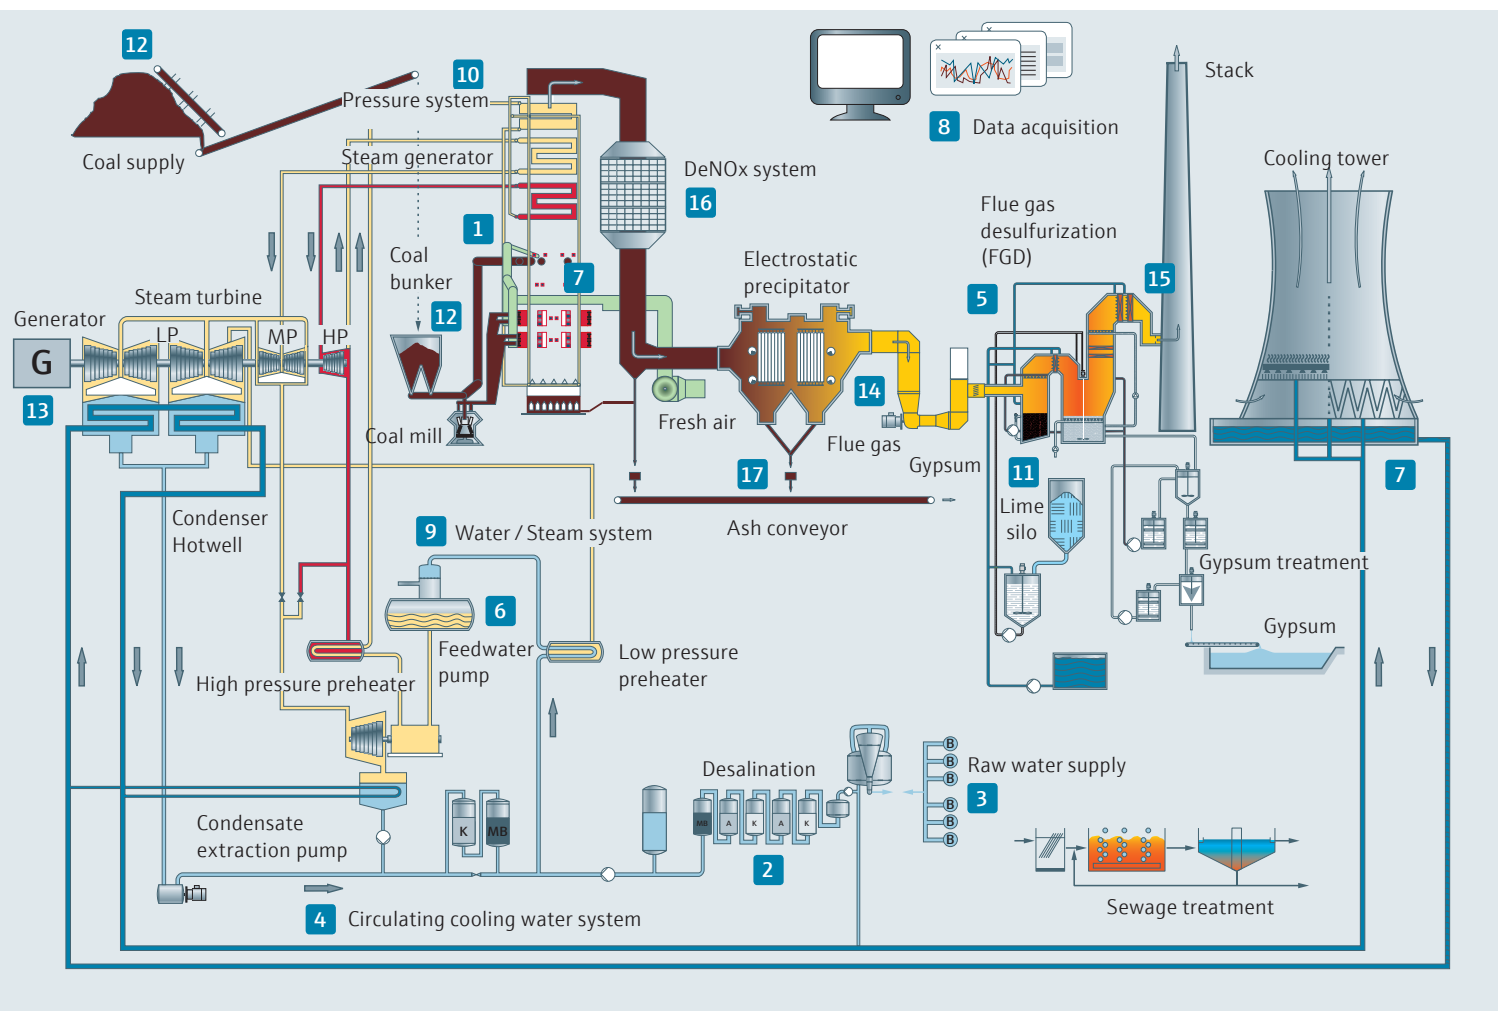 12
10
Pressure system
Coal supply
Steam generator
8 Data acquisition
Stack
Cooling tower
DeNOx system
16
Flue gas
desulfurization
(FGD)
1
Coal
bunker
7
Electrostatic
precipitator
5
15
Steam turbine
12
Generator
LP
MP
HP
G
13
14
Coal mill
Fresh air
Flue gas
Gypsum
17
11
7
Lime
silo
Condenser
Hotwell
9 Water / Steam system
Ash conveyor
Gypsum treatment
6
Gypsum
Feedwater
pump
Low pressure
preheater
High pressure preheater
Desalination
B
B
B
B
B
B
Raw water supply
3
Condensate
extraction pump
K
MB
MB
A
K
A
K
2
4 Circulating cooling water system
Sewage treatment